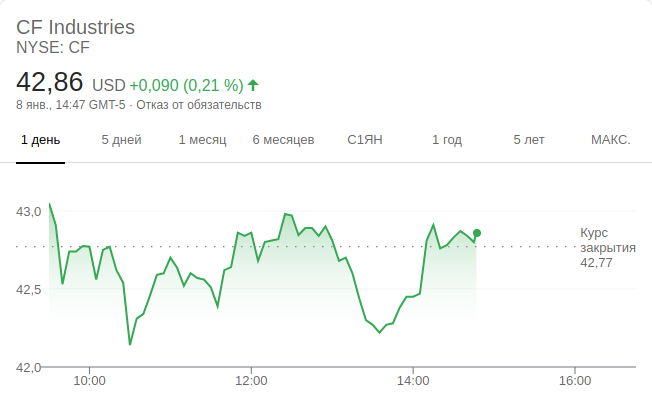 CF Industries
NYSE: CF
42,86 USD +0,090 (0,21 %)
8 янв., 14:47 GMT-5 · Отказ от обязательств
1 день 5 дней 1 месяц 6 месяцев С1ЯН 1 год 5 лет МАКС.
43,0
Курс
закрытия
42,77
42,5
42,0
10:00 12:00 14:00 16:00